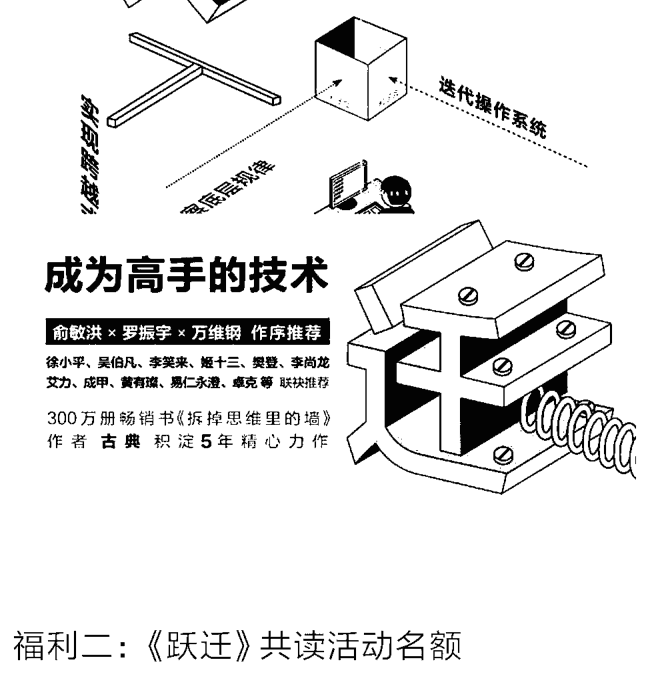 迭代操作系统
察底层规律
成为高手的技术
俞敏洪 × 罗振宇 × 万维钢 作序推荐
徐小平、吴伯凡、李笑来、姬十三、樊登、李尚龙
艾力、成甲、黄有璨、易仁永澄、卓克 等 联袂推荐
300万册畅销书《拆掉思维里的墙》
作者 古典 积淀5年精心力作
福利二：《跃迁》共读活动名额